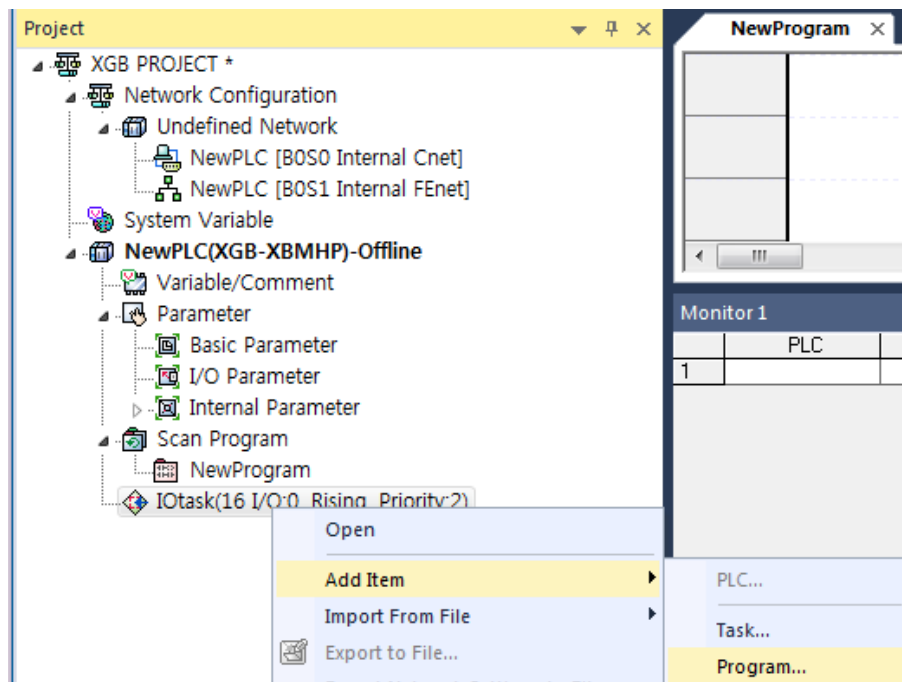 Project
XGB PROJECT *
Network Configuration
Undefined Network
NewPLC [B0S0 Internal Cnet]
NewPLC [B0S1 Internal FEnet]
System Variable
NewPLC(XGB-XBMHP)-Offline
Variable/Comment
Parameter
Basic Parameter
I/O Parameter
Internal Parameter
Scan Program
NewProgram
IOtask(16 I/O:0 Rising Priority:2)
Open
Add Item
Import From File
Export to File...
PLC...
Task...
Program...
NewProgram
Monitor 1
PLC
1